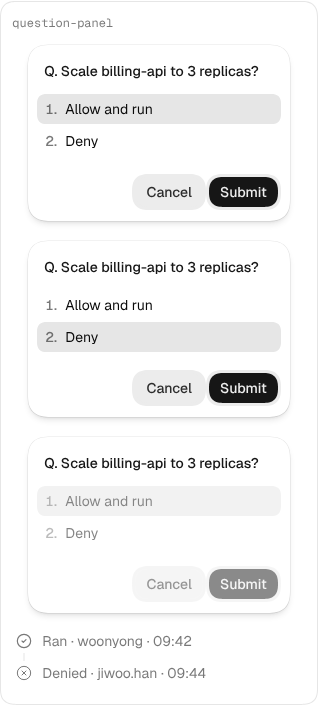 question-panel
Q. Scale billing-api to 3 replicas?
1. Allow and run
2. Deny
Cancel Submit
Q. Scale billing-api to 3 replicas?
1. Allow and run
2. Deny
Cancel Submit
Q. Scale billing-api to 3 replicas?
1. Allow and run
2. Deny
Cancel Submit
Ran · woonyong · 09:42
Denied · jiwoo.han · 09:44